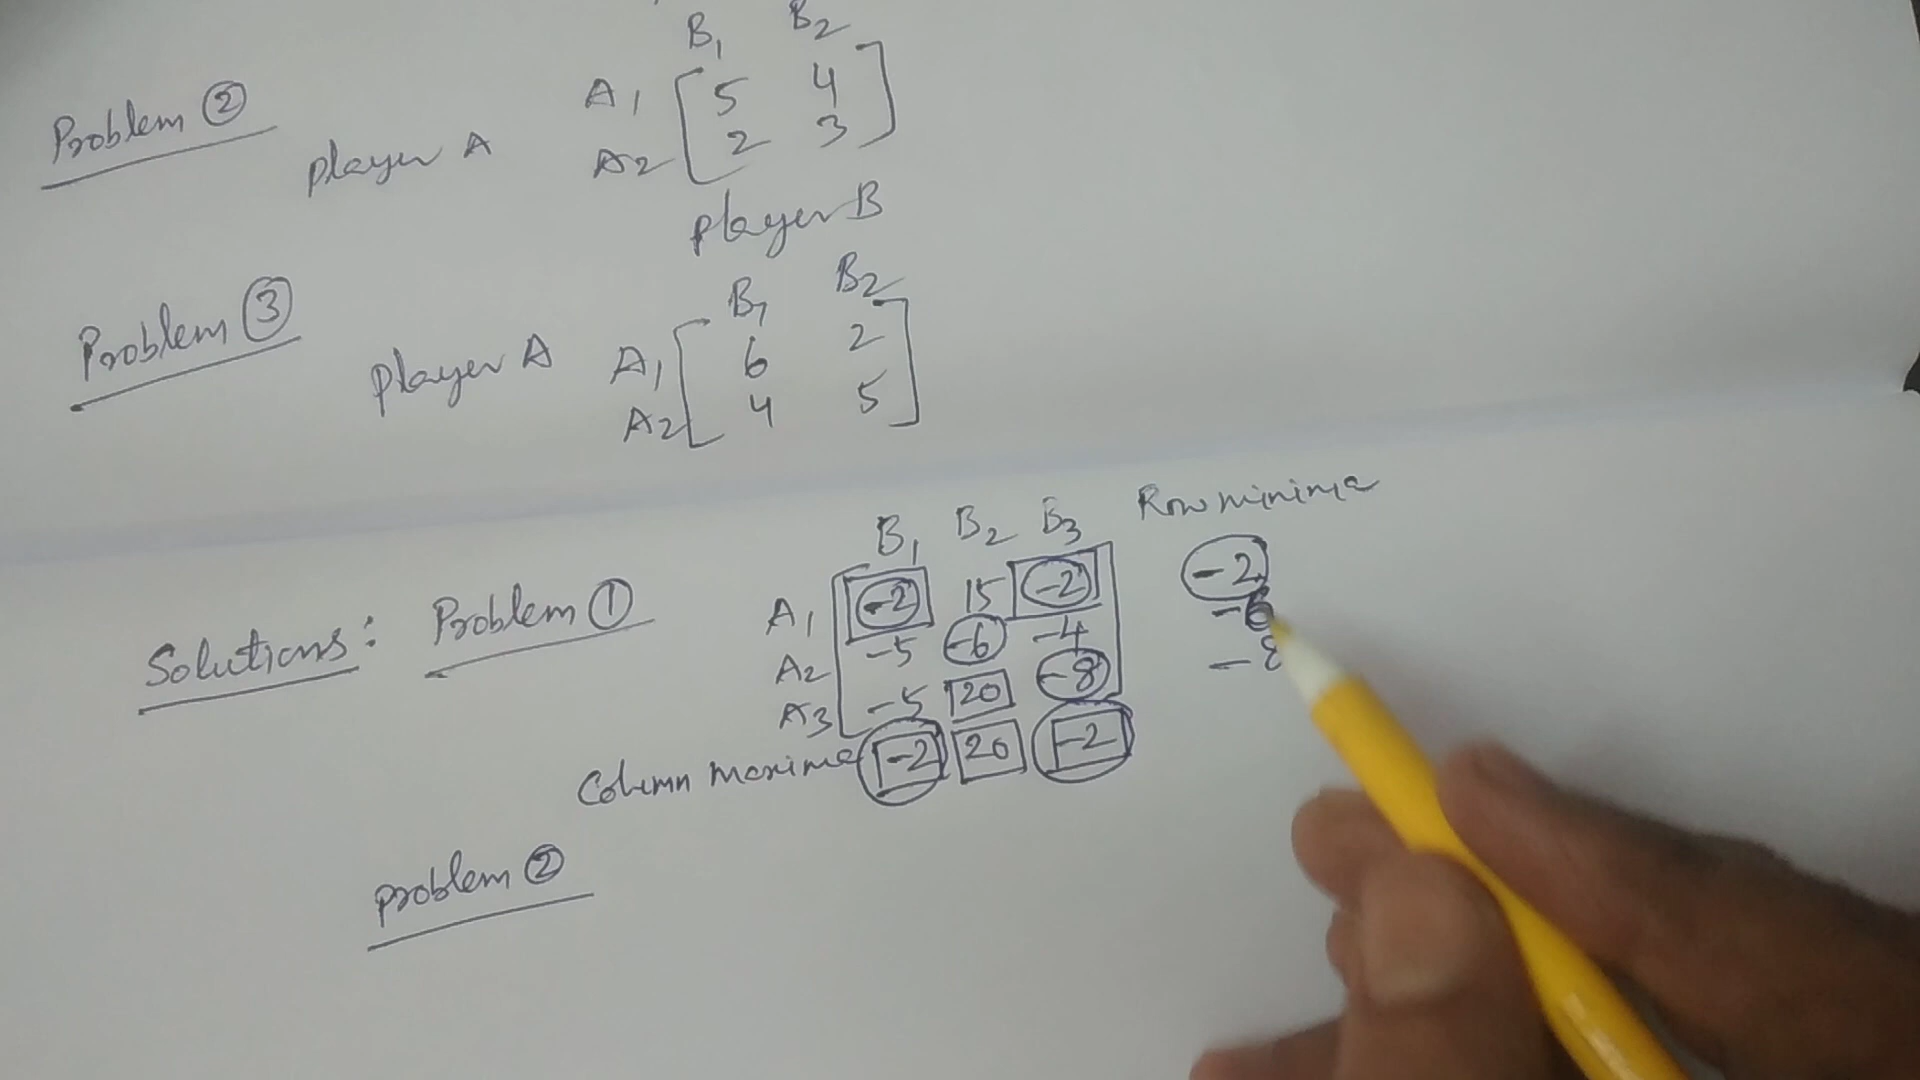 B1 B2
Problem ② Player A A1 [5 4]
A2 [2 3]
Player B
B1 B2
Problem ③ Player A A1 [6 2]
A2 [4 5]
B1 B2 B3 Row minima
Solutions: Problem ① A1 [-2 15 -2] -2
A2 [-5 -6 -4] -6
A3 [-5 20 -8] -8
Column maxima -2 20 -2
problem ②